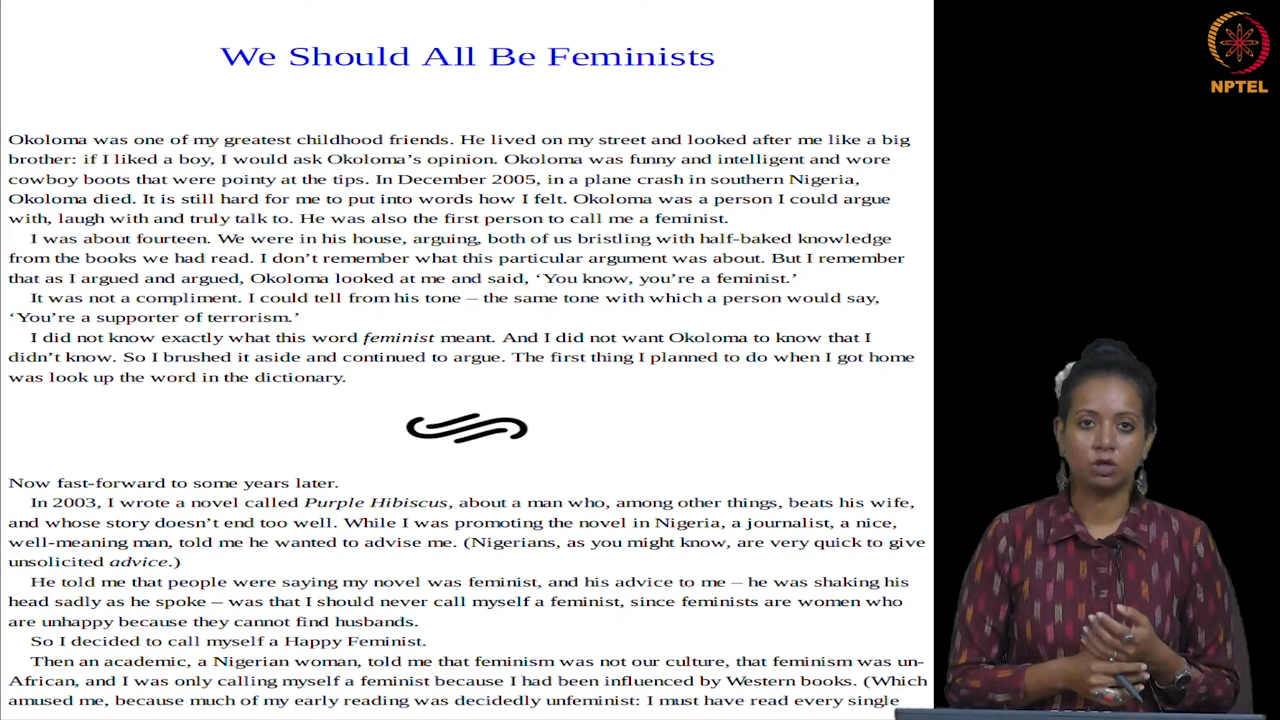 We Should All Be Feminists
Okoloma was one of my greatest childhood friends. He lived on my street and looked after me like a big
brother: if I liked a boy, I would ask Okoloma’s opinion. Okoloma was funny and intelligent and wore
cowboy boots that were pointy at the tips. In December 2005, in a plane crash in southern Nigeria,
Okoloma died. It is still hard for me to put into words how I felt. Okoloma was a person I could argue
with, laugh with and truly talk to. He was also the first person to call me a feminist.
I was about fourteen. We were in his house, arguing, both of us bristling with half-baked knowledge
from the books we had read. I don’t remember what this particular argument was about. But I remember
that as I argued and argued, Okoloma looked at me and said, ‘You know, you’re a feminist.’
It was not a compliment. I could tell from his tone – the same tone with which a person would say,
‘You’re a supporter of terrorism.’
I did not know exactly what this word feminist meant. And I did not want Okoloma to know that I
didn’t know. So I brushed it aside and continued to argue. The first thing I planned to do when I got home
was look up the word in the dictionary.
Now fast-forward to some years later.
In 2003, I wrote a novel called Purple Hibiscus, about a man who, among other things, beats his wife,
and whose story doesn’t end too well. While I was promoting the novel in Nigeria, a journalist, a nice,
well-meaning man, told me he wanted to advise me. (Nigerians, as you might know, are very quick to give
unsolicited advice.)
He told me that people were saying my novel was feminist, and his advice to me – he was shaking his
head sadly as he spoke – was that I should never call myself a feminist, since feminists are women who
are unhappy because they cannot find husbands.
So I decided to call myself a Happy Feminist.
Then an academic, a Nigerian woman, told me that feminism was not our culture, that feminism was un-
African, and I was only calling myself a feminist because I had been influenced by Western books. (Which
amused me, because much of my early reading was decidedly unfeminist: I must have read every single
NPTEL